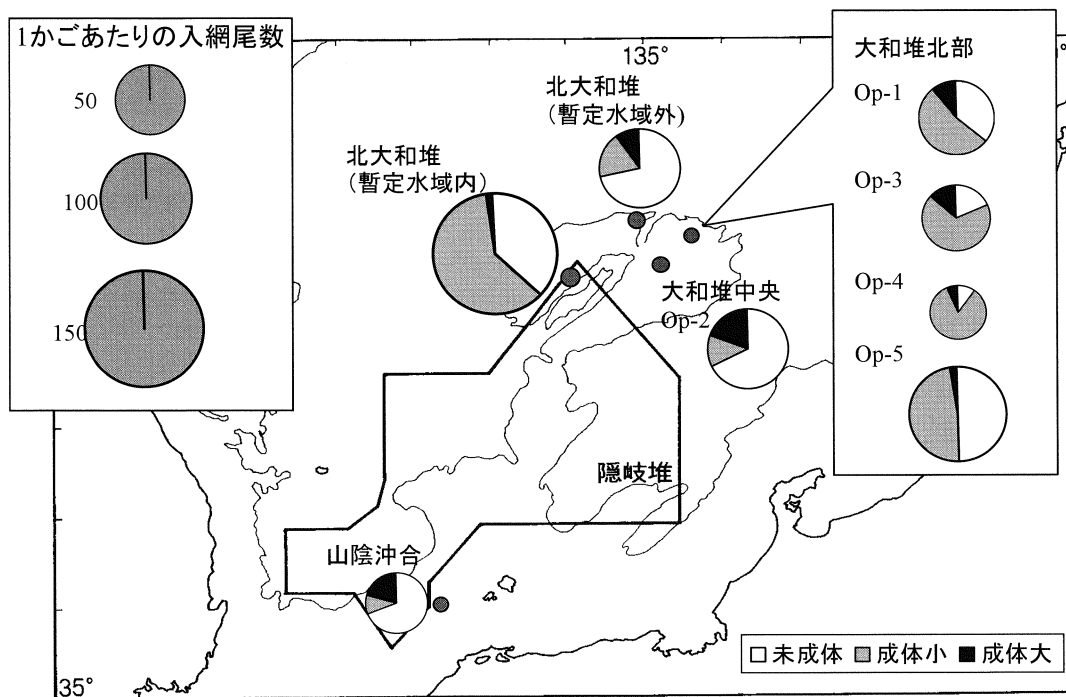 1かごあたりの入網尾数
50
100
150
135°
北大和堆
（暫定水域外）
北大和堆
（暫定水域内）
大和堆北部
Op-1
Op-3
Op-4
Op-5
大和堆中央
Op-2
隠岐堆
山陰沖合
未成体 成体小 成体大
35°